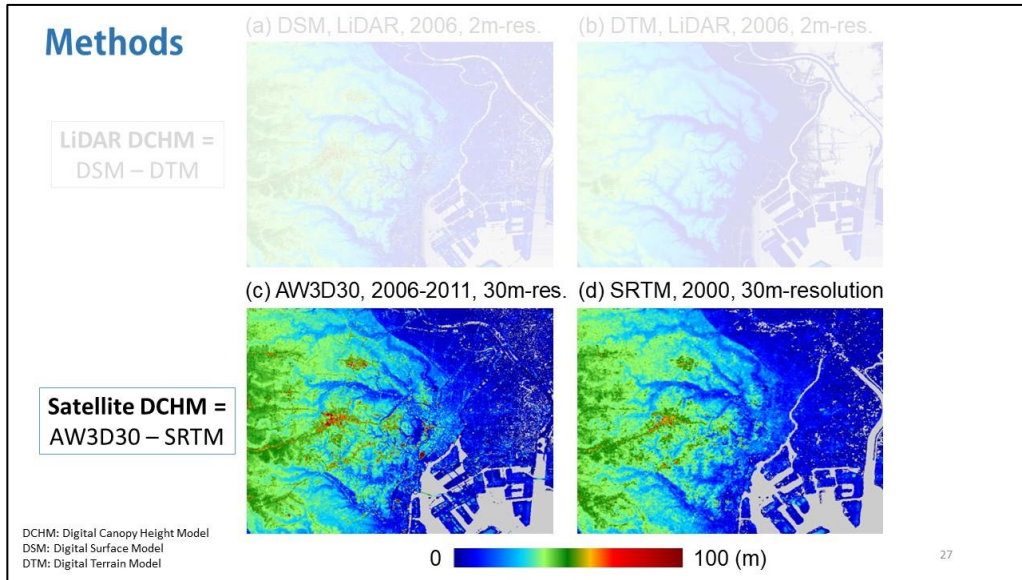 Methods
(a) DSM, LiDAR, 2006, 2m-res.
(b) DTM, LiDAR, 2006, 2m-res.
LiDAR DCHM =
DSM – DTM
(c) AW3D30, 2006-2011, 30m-res.
(d) SRTM, 2000, 30m-resolution
Satellite DCHM =
AW3D30 – SRTM
DCHM: Digital Canopy Height Model
DSM: Digital Surface Model
DTM: Digital Terrain Model
0
100 (m)
27